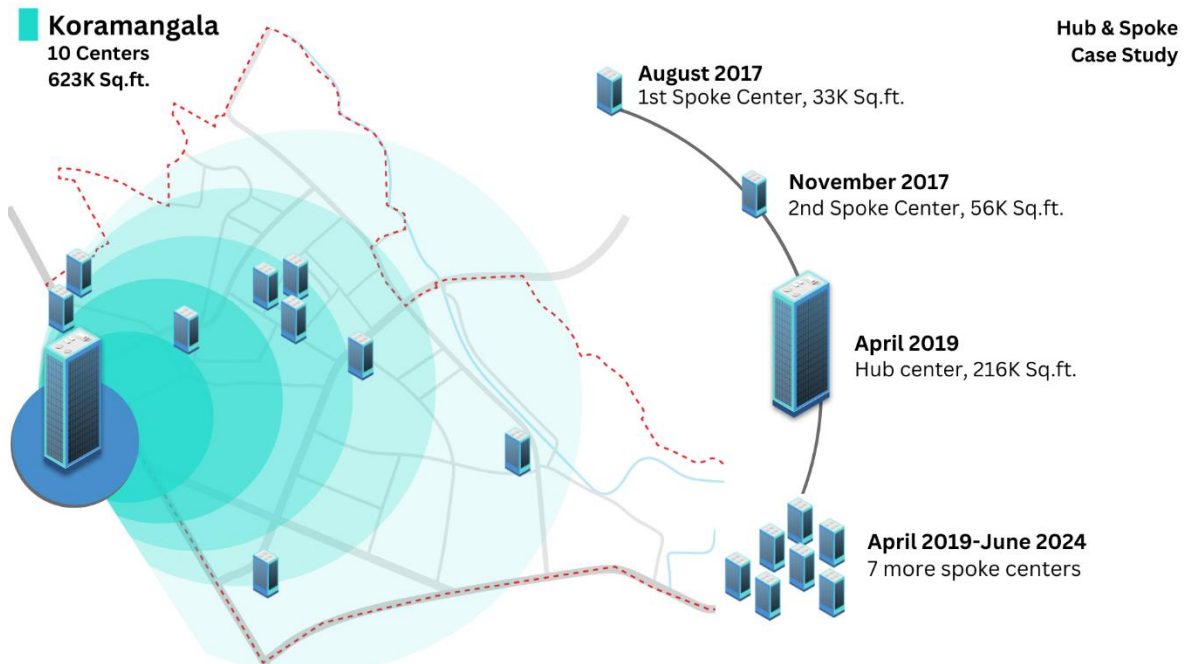 Koramangala
10 Centers
623K Sq.ft.
Hub & Spoke
Case Study
August 2017
1st Spoke Center, 33K Sq.ft.
November 2017
2nd Spoke Center, 56K Sq.ft.
April 2019
Hub center, 216K Sq.ft.
April 2019-June 2024
7 more spoke centers